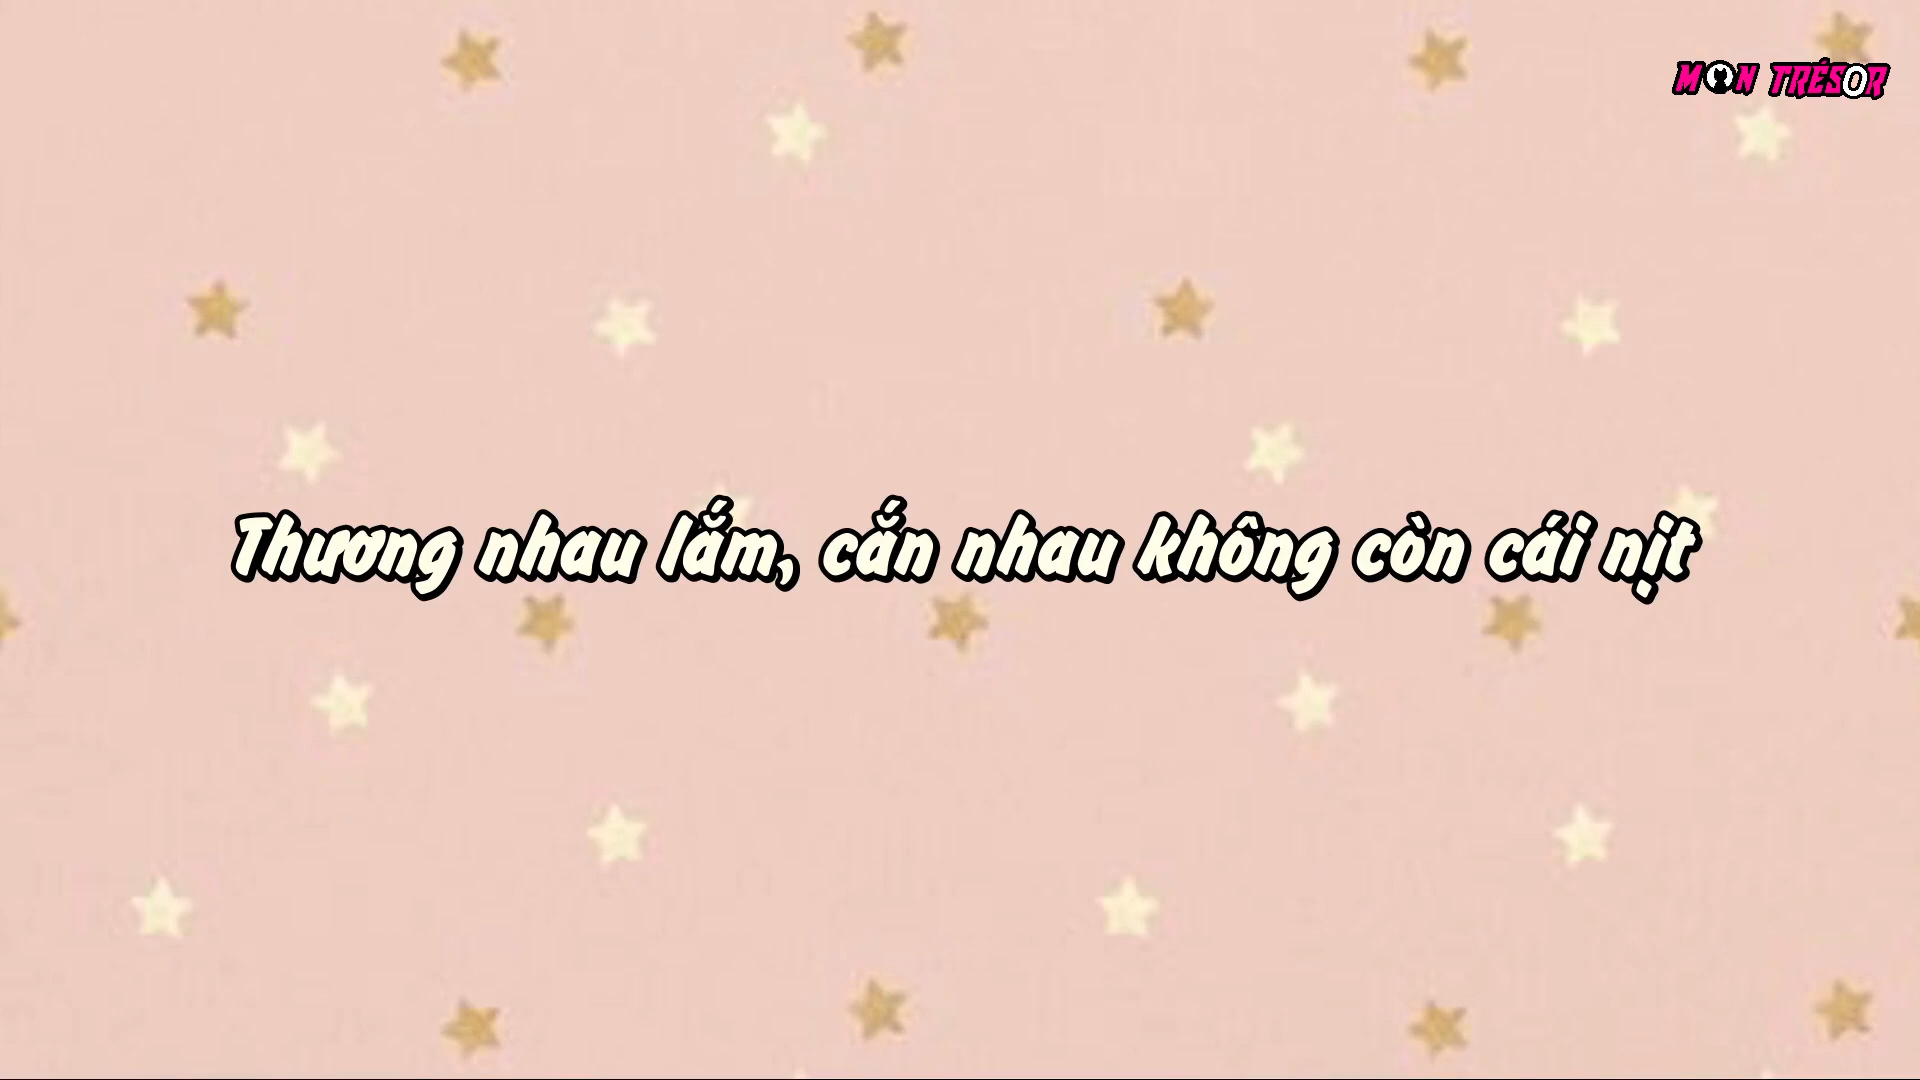 MON TRÉSOR
Thương nhau lắm, cắn nhau không còn cái nịt